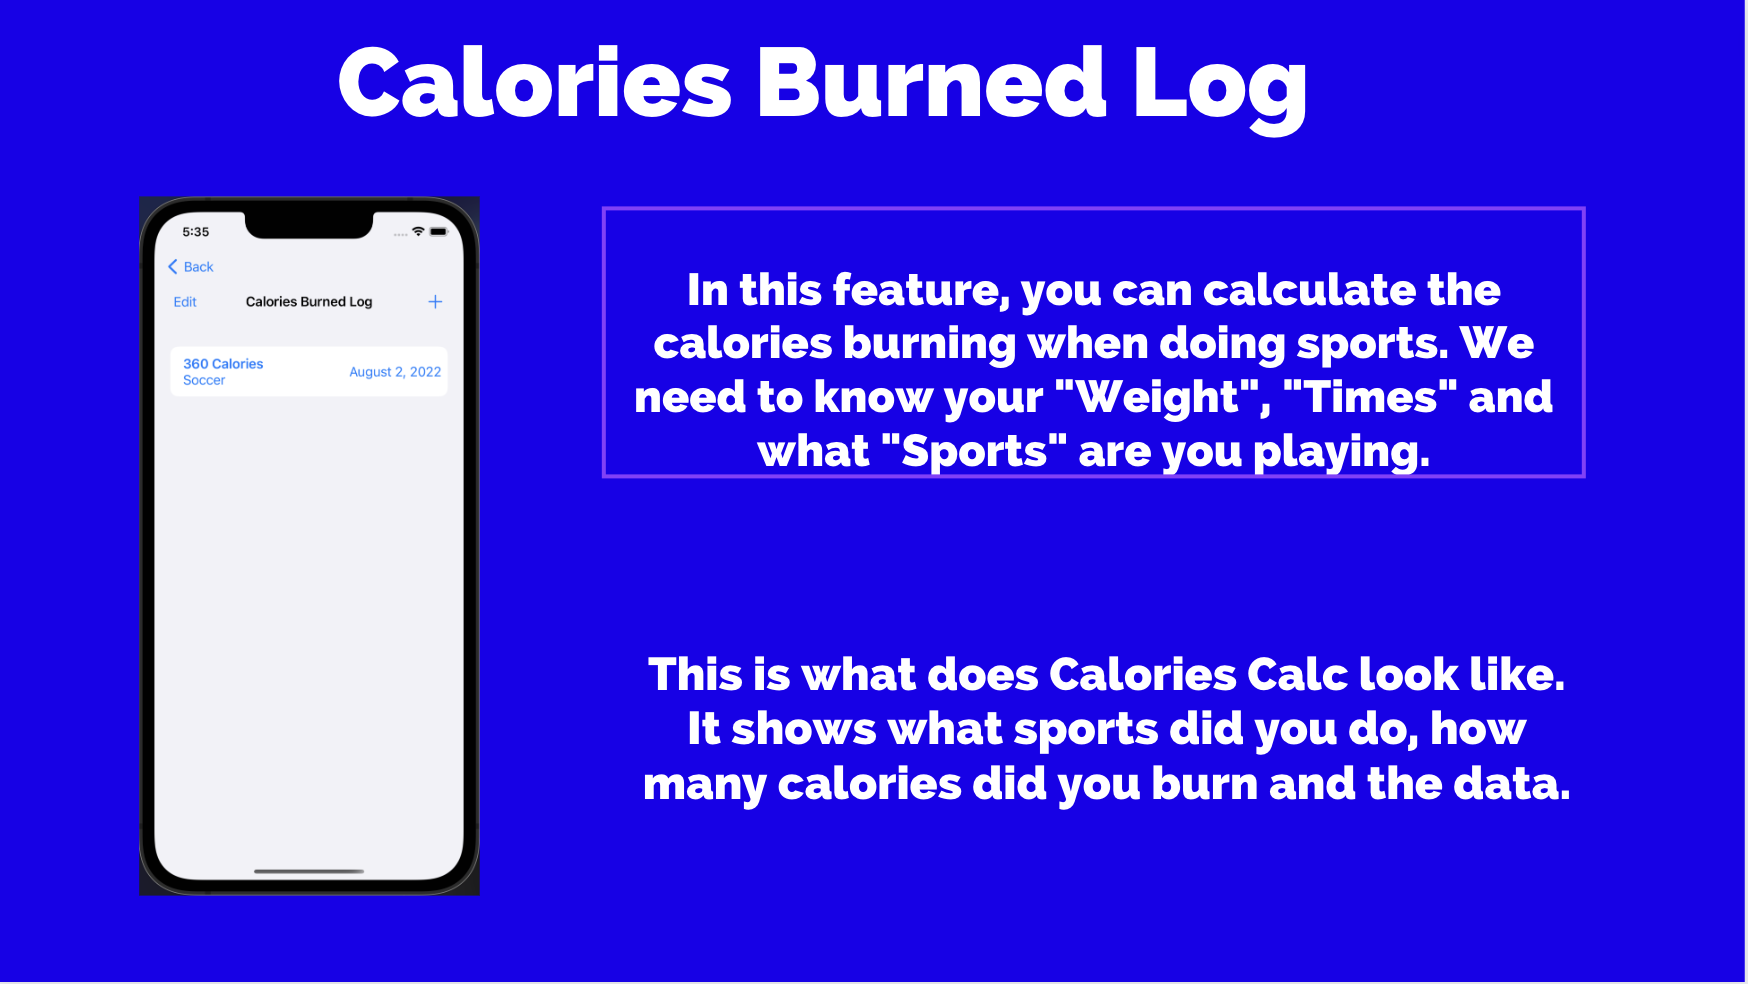 Calories Burned Log
5:35
Back
Edit
Calories Burned Log
+
360 Calories
Soccer
August 2, 2022
In this feature, you can calculate the
calories burning when doing sports. We
need to know your "Weight", "Times" and
what "Sports" are you playing.
This is what does Calories Calc look like.
It shows what sports did you do, how
many calories did you burn and the data.